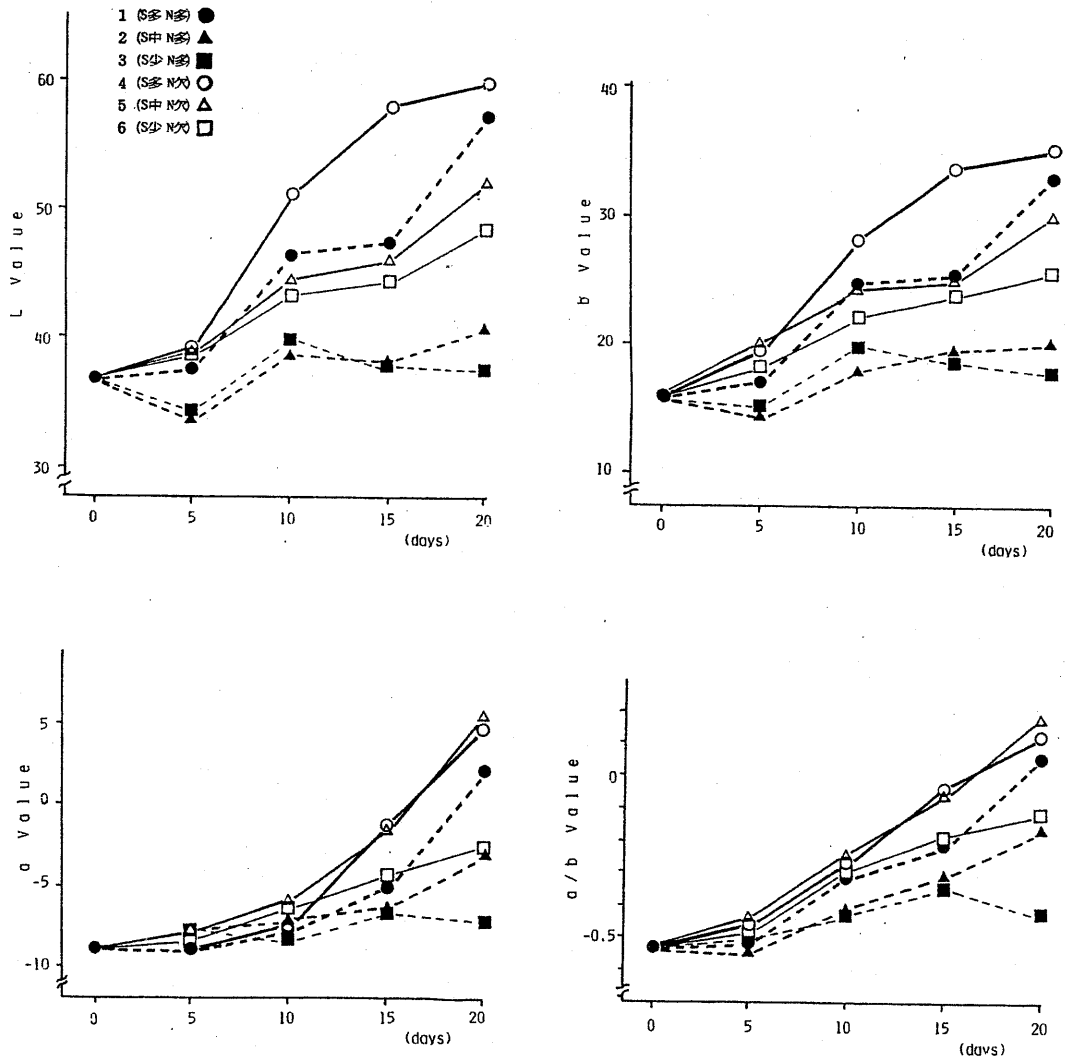 1 (S多 N多) ●
2 (S中 N多) ▲
3 (S少 N多) ■
4 (S多 N欠) ○
5 (S中 N欠) △
6 (S少 N欠) □
L Value
60
50
40
30
0 5 10 15 20
(days)
b Value
40
30
20
10
0 5 10 15 20
(days)
a Value
5
0
-5
-10
0 5 10 15 20
(days)
a/b Value
0
-0.5
0 5 10 15 20
(days)